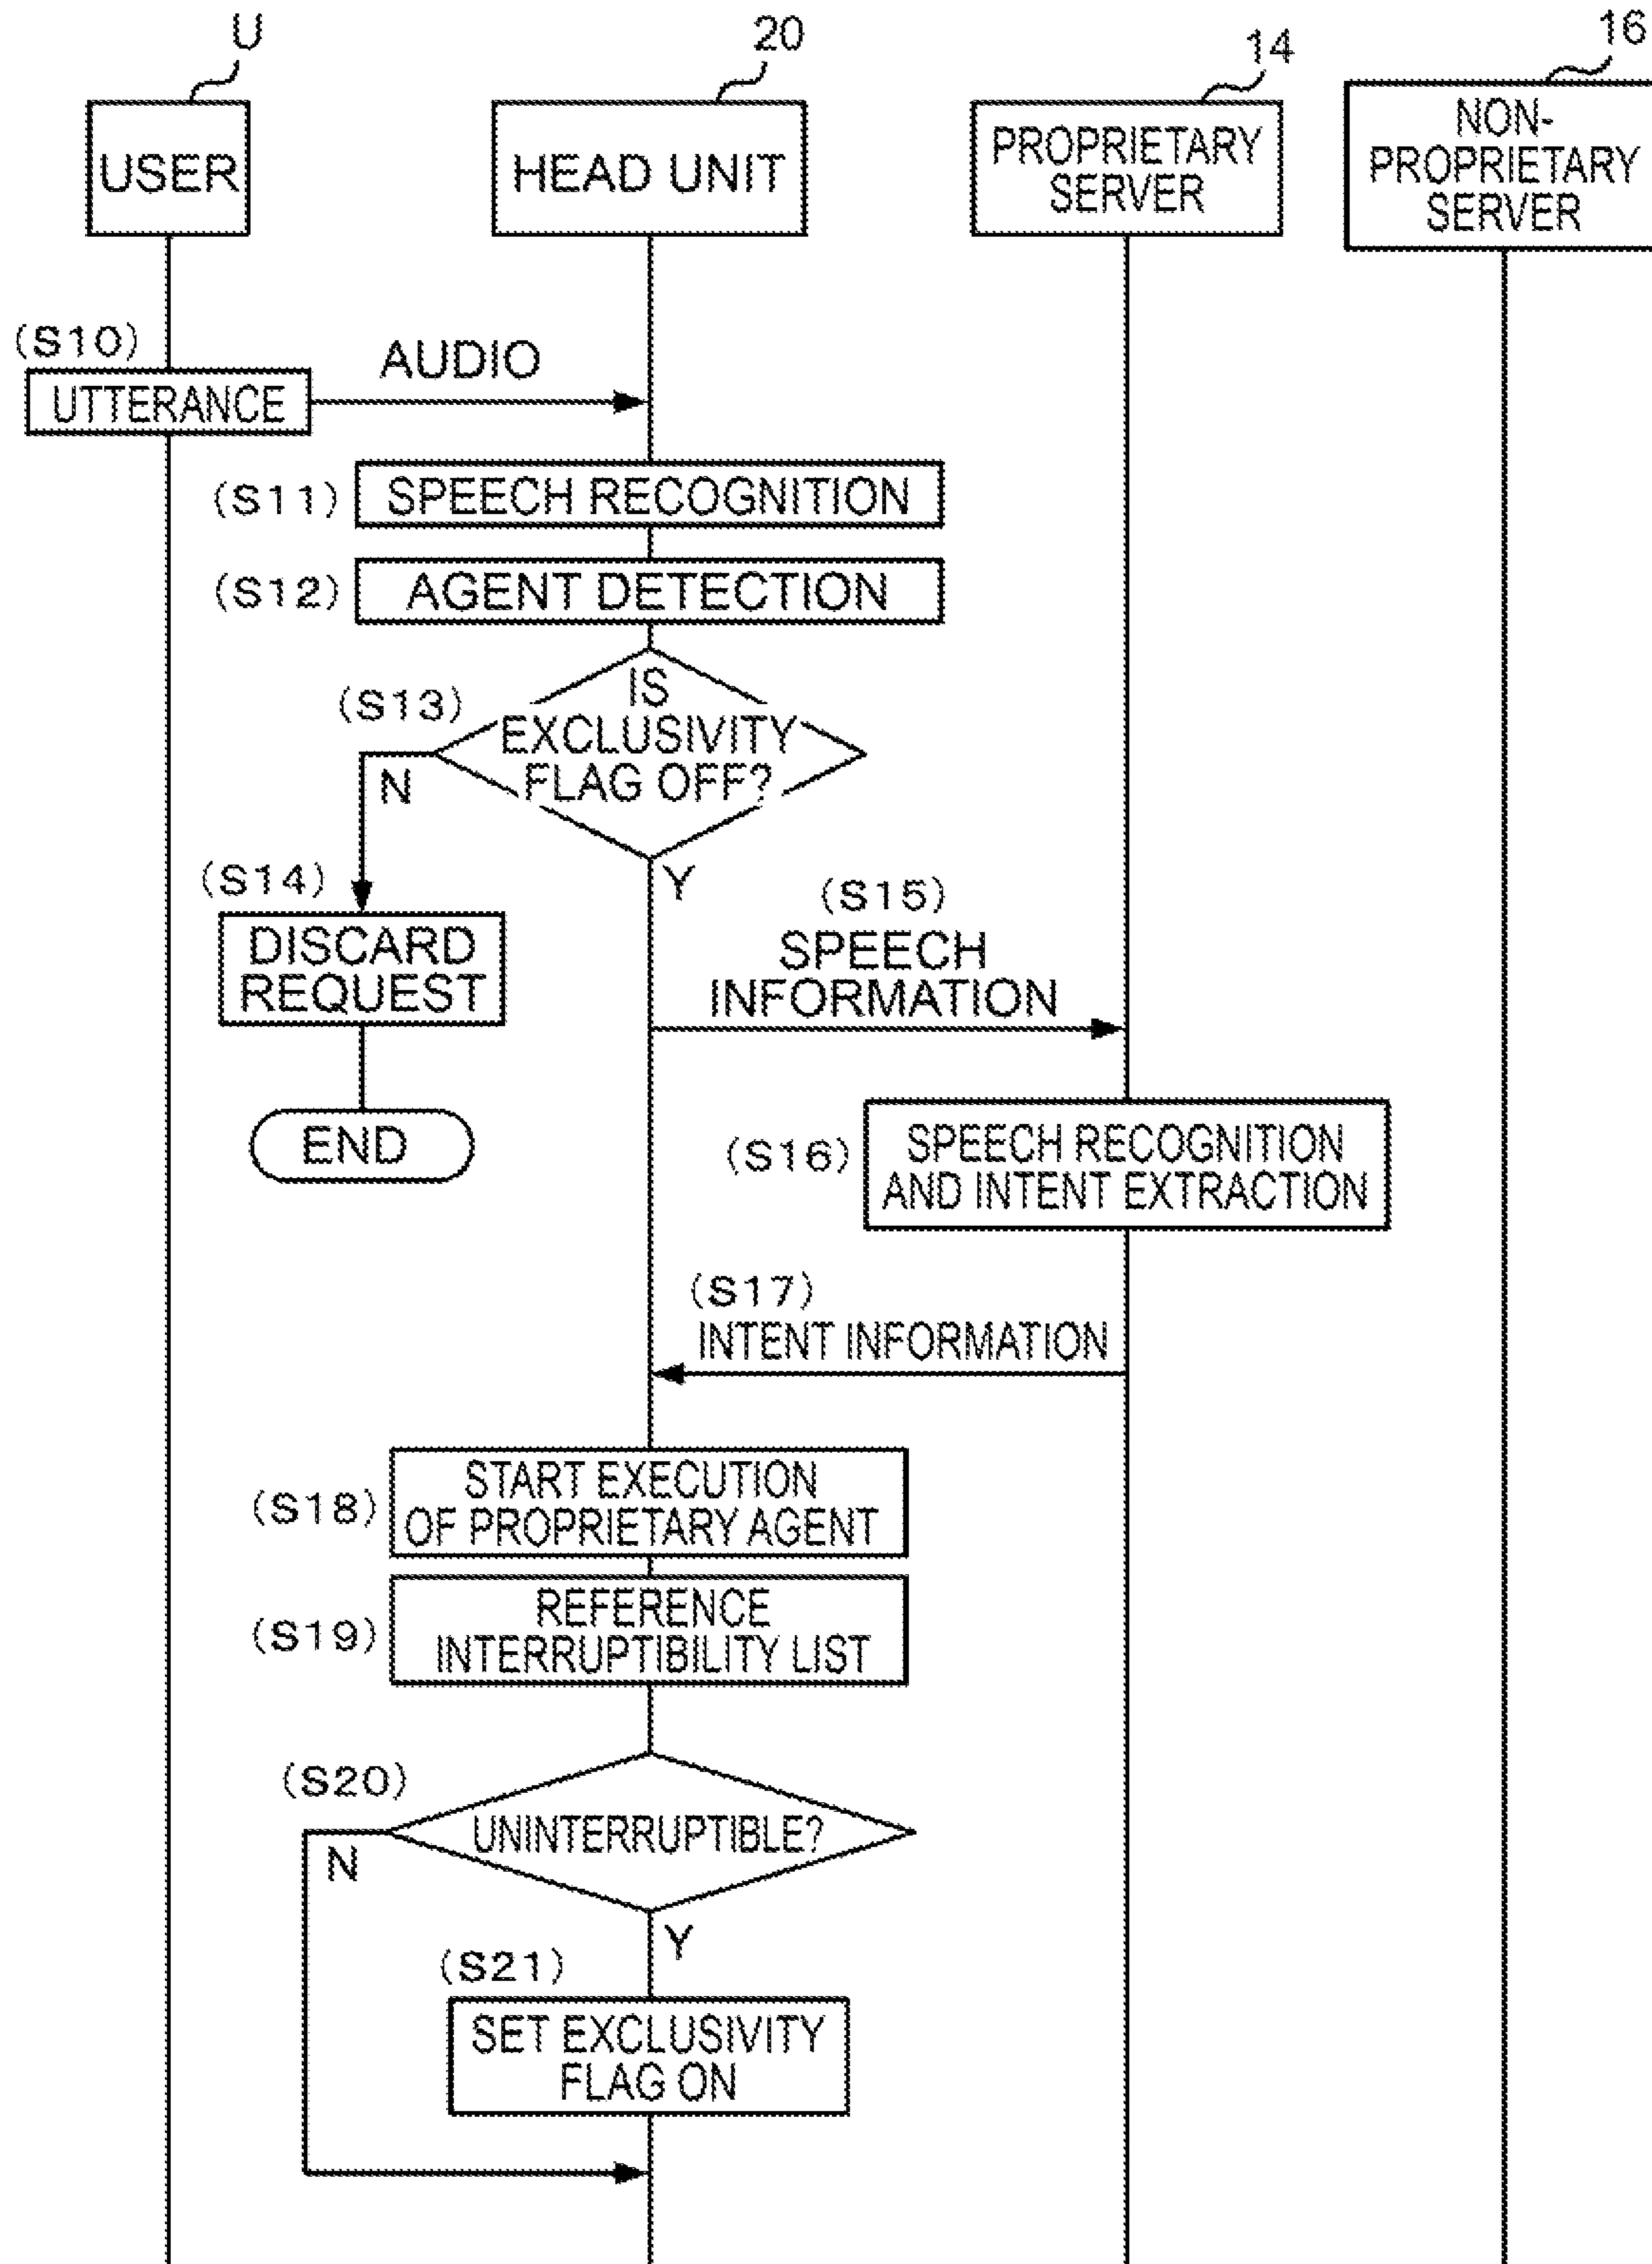 U
20
14
16
USER
HEAD UNIT
PROPRIETARY
SERVER
NON-
PROPRIETARY
SERVER
(S10)
UTTERANCE
AUDIO
(S11)
SPEECH RECOGNITION
(S12)
AGENT DETECTION
(S13)
IS
EXCLUSIVITY
FLAG OFF?
N
Y
(S14)
DISCARD
REQUEST
END
(S15)
SPEECH
INFORMATION
(S16)
SPEECH RECOGNITION
AND INTENT EXTRACTION
(S17)
INTENT INFORMATION
(S18)
START EXECUTION
OF PROPRIETARY AGENT
(S19)
REFERENCE
INTERRUPTIBILITY LIST
(S20)
UNINTERRUPTIBLE?
N
Y
(S21)
SET EXCLUSIVITY
FLAG ON